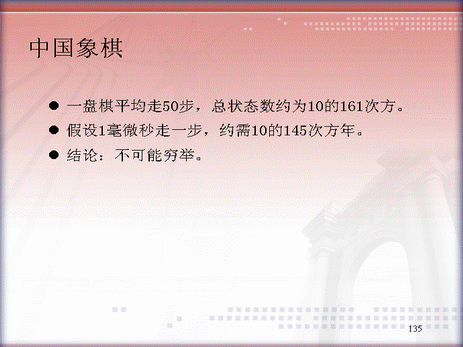 中国象棋
● 一盘棋平均走50步，总状态数约为10的161次方。
● 假设1毫微秒走一步，约需10的145次方年。
● 结论：不可能穷举。
135